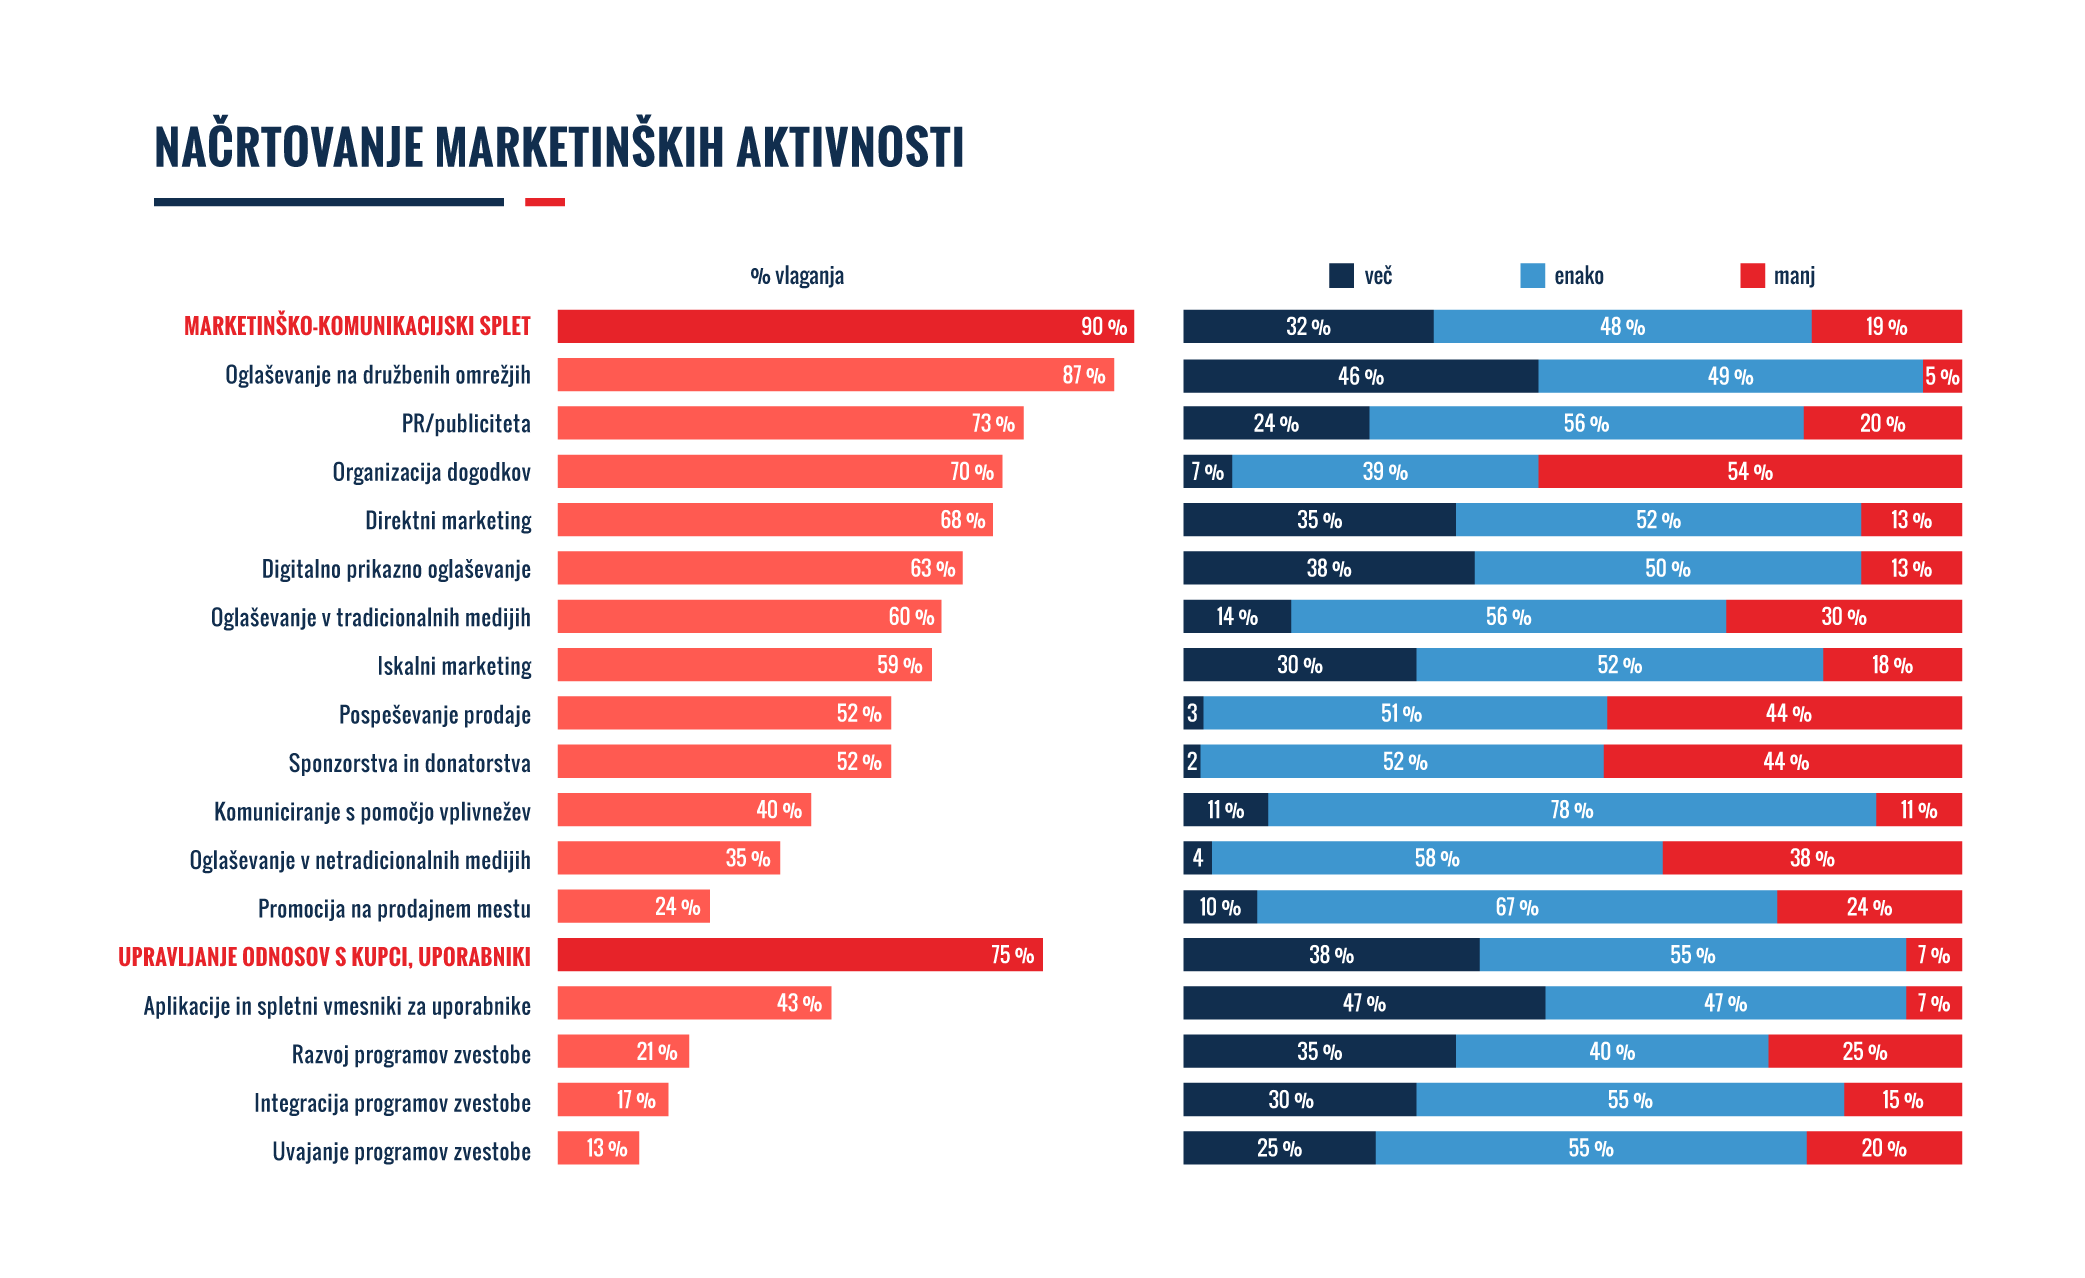 NAČRTOVANJE MARKETINŠKIH AKTIVNOSTI
% vlaganja
več enako manj
MARKETINŠKO-KOMUNIKACIJSKI SPLET 90 % 32 % 48 % 19 %
Oglaševanje na družbenih omrežjih 87 % 46 % 49 % 5 %
PR/publiciteta 73 % 24 % 56 % 20 %
Organizacija dogodkov 70 % 7 % 39 % 54 %
Direktni marketing 68 % 35 % 52 % 13 %
Digitalno prikazno oglaševanje 63 % 38 % 50 % 13 %
Oglaševanje v tradicionalnih medijih 60 % 14 % 56 % 30 %
Iskalni marketing 59 % 30 % 52 % 18 %
Pospeševanje prodaje 52 % 3 51 % 44 %
Sponzorstva in donatorstva 52 % 2 52 % 44 %
Komuniciranje s pomočjo vplivnežev 40 % 11 % 78 % 11 %
Oglaševanje v netradicionalnih medijih 35 % 4 58 % 38 %
Promocija na prodajnem mestu 24 % 10 % 67 % 24 %
UPRAVLJANJE ODNOSOV S KUPCI, UPORABNIKI 75 % 38 % 55 % 7 %
Aplikacije in spletni vmesniki za uporabnike 43 % 47 % 47 % 7 %
Razvoj programov zvestobe 21 % 35 % 40 % 25 %
Integracija programov zvestobe 17 % 30 % 55 % 15 %
Uvajanje programov zvestobe 13 % 25 % 55 % 20 %